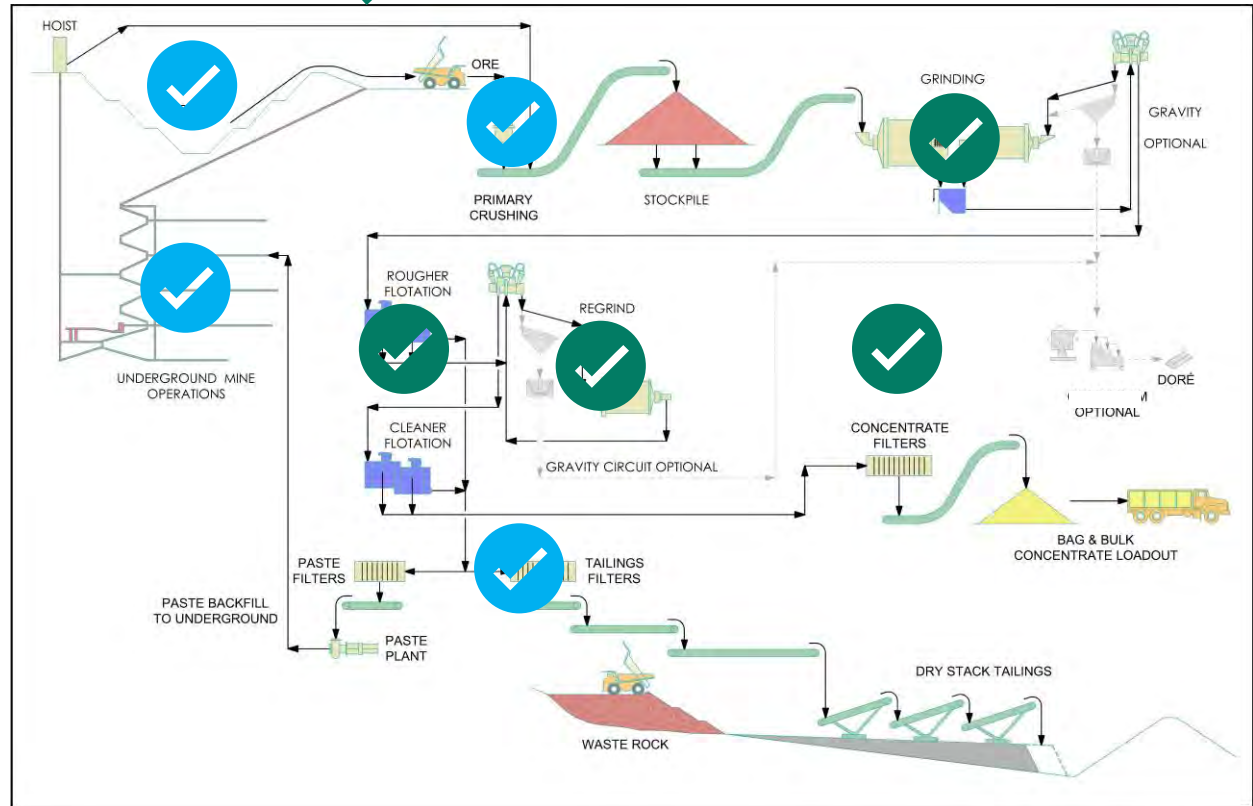 HOIST
ORE
GRINDING
GRAVITY
OPTIONAL
PRIMARY
CRUSHING
STOCKPILE
ROUGHER
FLOTATION
REGRIND
UNDERGROUND MINE
OPERATIONS
DORÉ
OPTIONAL
CLEANER
FLOTATION
CONCENTRATE
FILTERS
GRAVITY CIRCUIT OPTIONAL
BAG & BULK
CONCENTRATE LOADOUT
PASTE
FILTERS
TAILINGS
FILTERS
PASTE BACKFILL
TO UNDERGROUND
PASTE
PLANT
DRY STACK TAILINGS
WASTE ROCK